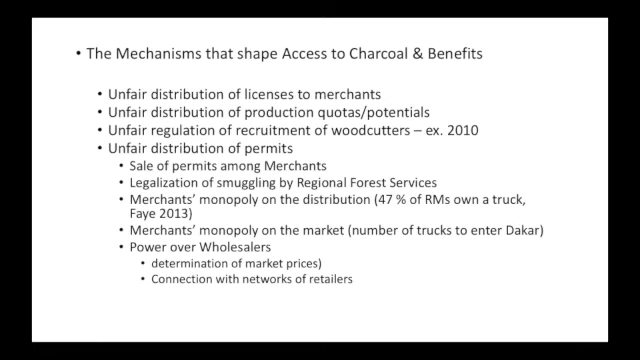 • The Mechanisms that shape Access to Charcoal & Benefits
• Unfair distribution of licenses to merchants
• Unfair distribution of production quotas/potentials
• Unfair regulation of recruitment of woodcutters – ex. 2010
• Unfair distribution of permits
• Sale of permits among Merchants
• Legalization of smuggling by Regional Forest Services
• Merchants’ monopoly on the distribution (47 % of RMs own a truck,
Faye 2013)
• Merchants’ monopoly on the market (number of trucks to enter Dakar)
• Power over Wholesalers
• determination of market prices)
• Connection with networks of retailers